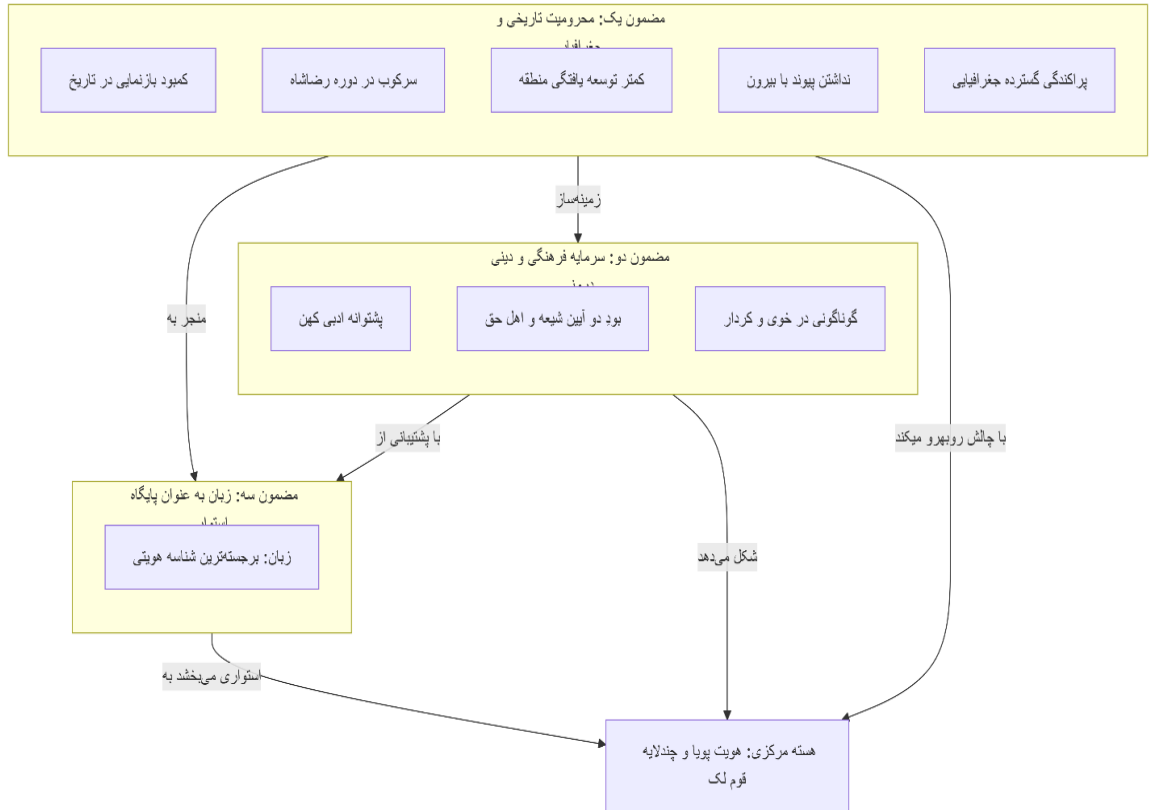 مضمون یک: محرومیت تاریخی و
پراکندگی گسترده جغرافیایی
نداشتن پیوند با بیرون
کمتر توسعه یافتگی منطقه
سرکوب در دوره رضاشاه
کمبود بازنمایی در تاریخ
زمینه‌ساز
مضمون دو: سرمایه فرهنگی و دینی
گوناگونی در خوی و کردار
بودِ دو آیین شیعه و اهل حق
پشتوانه ادبی کهن
منجر به
با پشتیبانی از
با چالش روبهرو میکند
مضمون سه: زبان به عنوان پایگاه
زبان: برجسته‌ترین شناسه هویتی
شکل می‌دهد
استواری می‌بخشد به
هسته مرکزی: هویت پویا و چندلایه
قوم لک